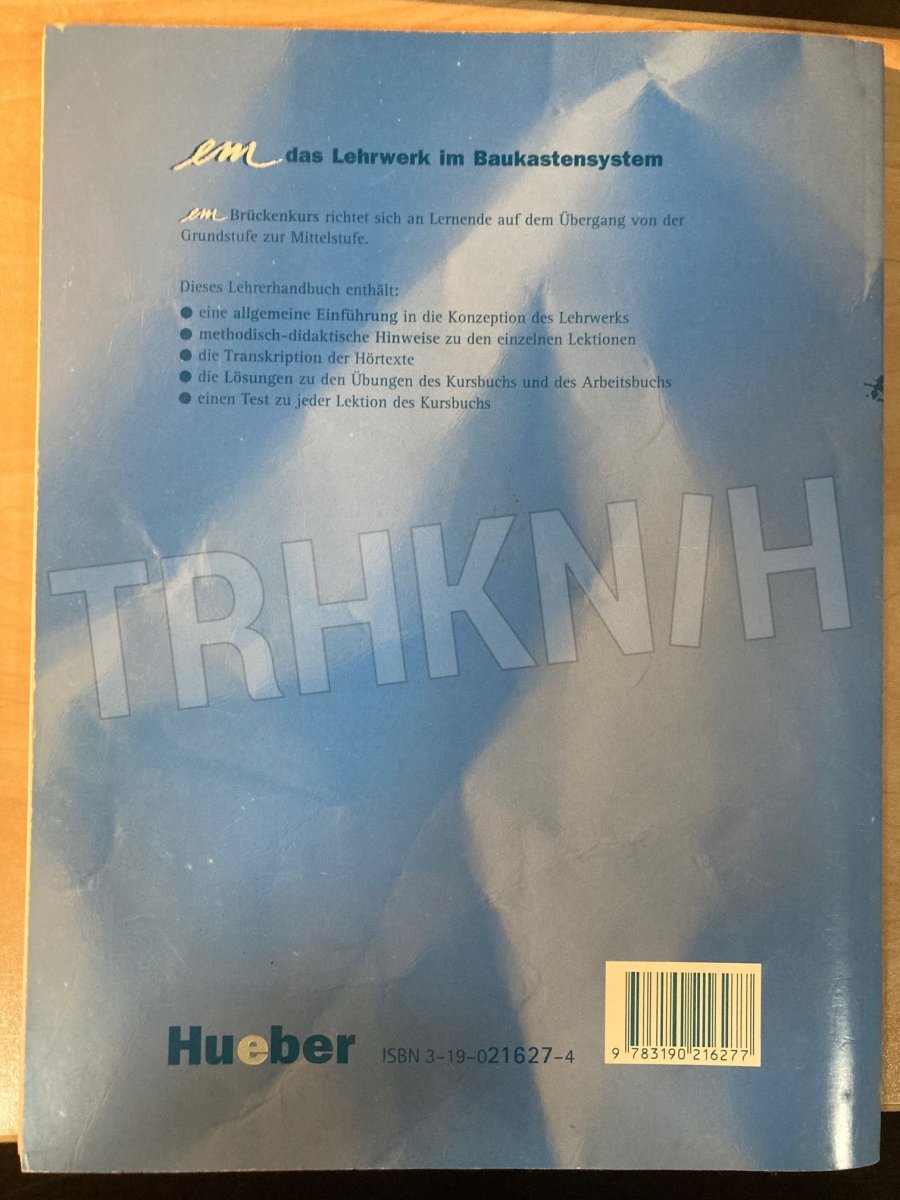 em das Lehrwerk im Baukastensystem
em Brückenkurs richtet sich an Lernende auf dem Übergang von der
Grundstufe zur Mittelstufe.
Dieses Lehrerhandbuch enthält:
● eine allgemeine Einführung in die Konzeption des Lehrwerks
● methodisch-didaktische Hinweise zu den einzelnen Lektionen
● die Transkription der Hörtexte
● die Lösungen zu den Übungen des Kursbuchs und des Arbeitsbuchs
● einen Test zu jeder Lektion des Kursbuchs
TRHKN/H
Hueber ISBN 3-19-021627-4
9 783190 216277